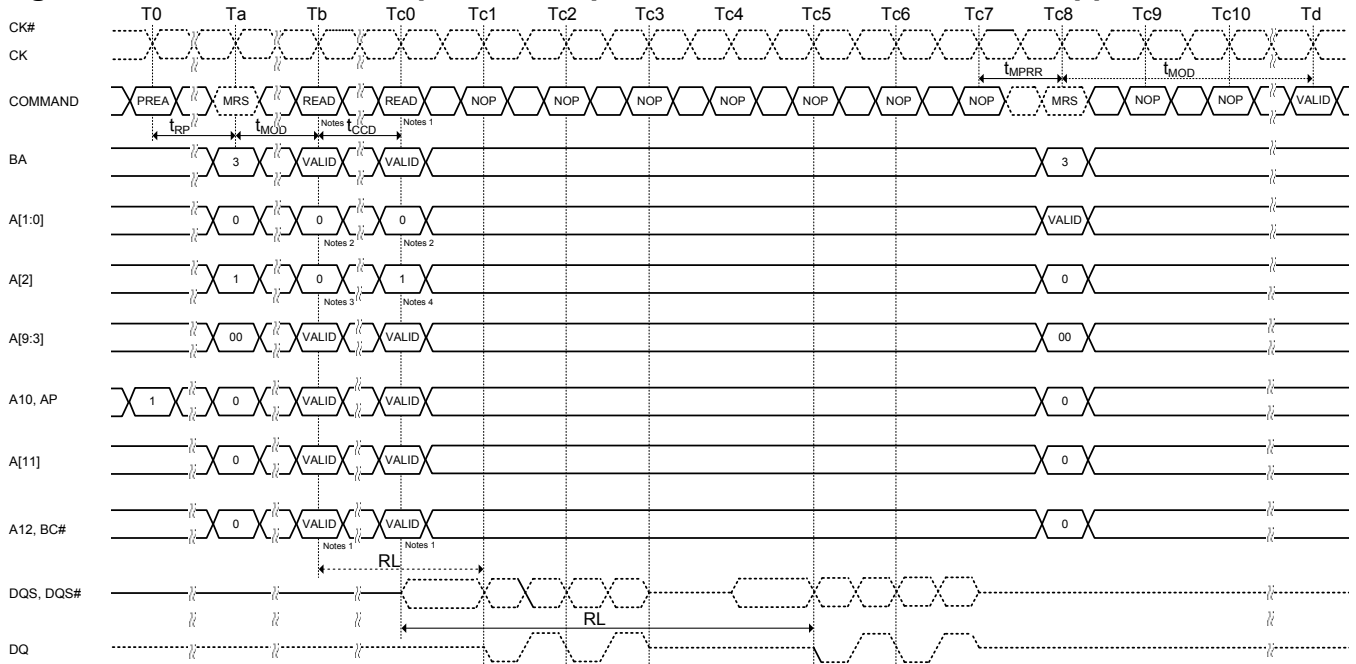 T0 Ta Tb Tc0 Tc1 Tc2 Tc3 Tc4 Tc5 Tc6 Tc7 Tc8 Tc9 Tc10 Td
CK#
CK
tMPRR tMOD
COMMAND PREA MRS READ READ NOP NOP NOP NOP NOP NOP NOP MRS NOP NOP VALID
Notes Notes 1
tRP tMOD tCCD
BA 3 VALID VALID 3
A[1:0] 0 0 0 VALID
Notes 2 Notes 2
A[2] 1 0 1 0
Notes 3 Notes 4
A[9:3] 00 VALID VALID 00
A10, AP 1 0 VALID VALID 0
A[11] 0 VALID VALID 0
A12, BC# 0 VALID VALID 0
Notes 1 Notes 1
RL
DQS, DQS#
RL
DQ